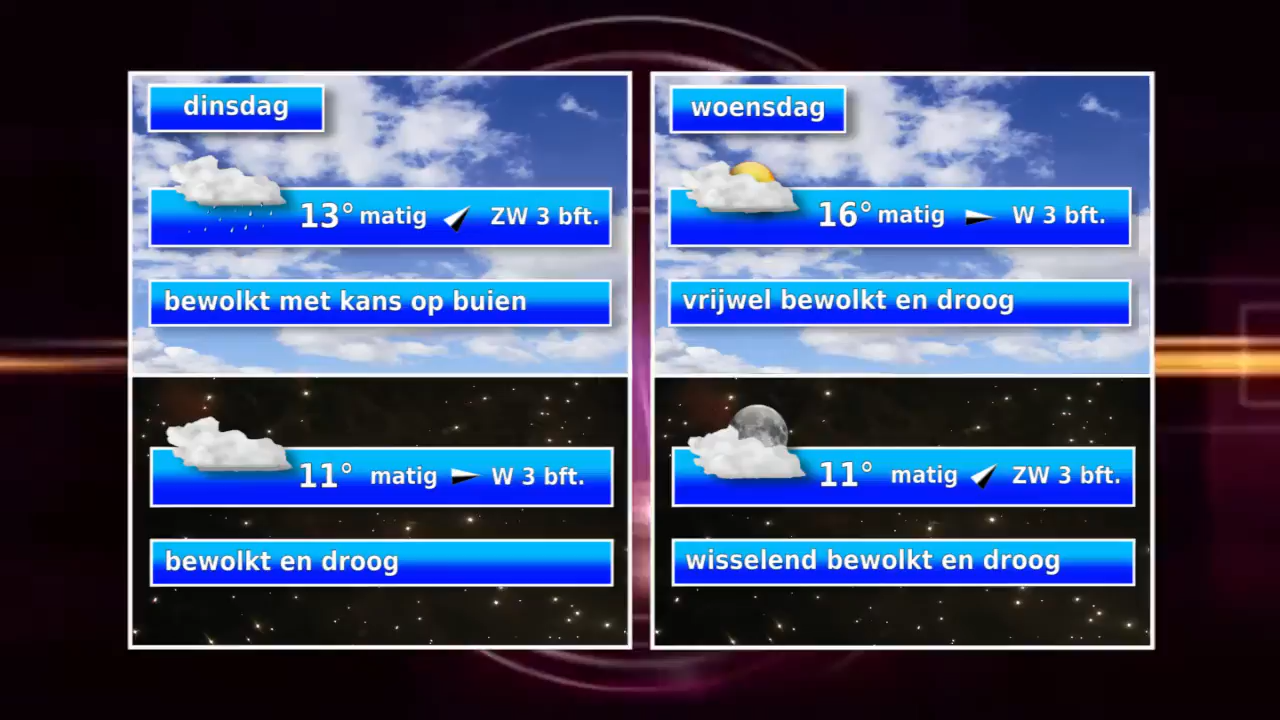 dinsdag
13° matig ZW 3 bft.
bewolkt met kans op buien
11° matig W 3 bft.
bewolkt en droog
woensdag
16° matig W 3 bft.
vrijwel bewolkt en droog
11° matig ZW 3 bft.
wisselend bewolkt en droog